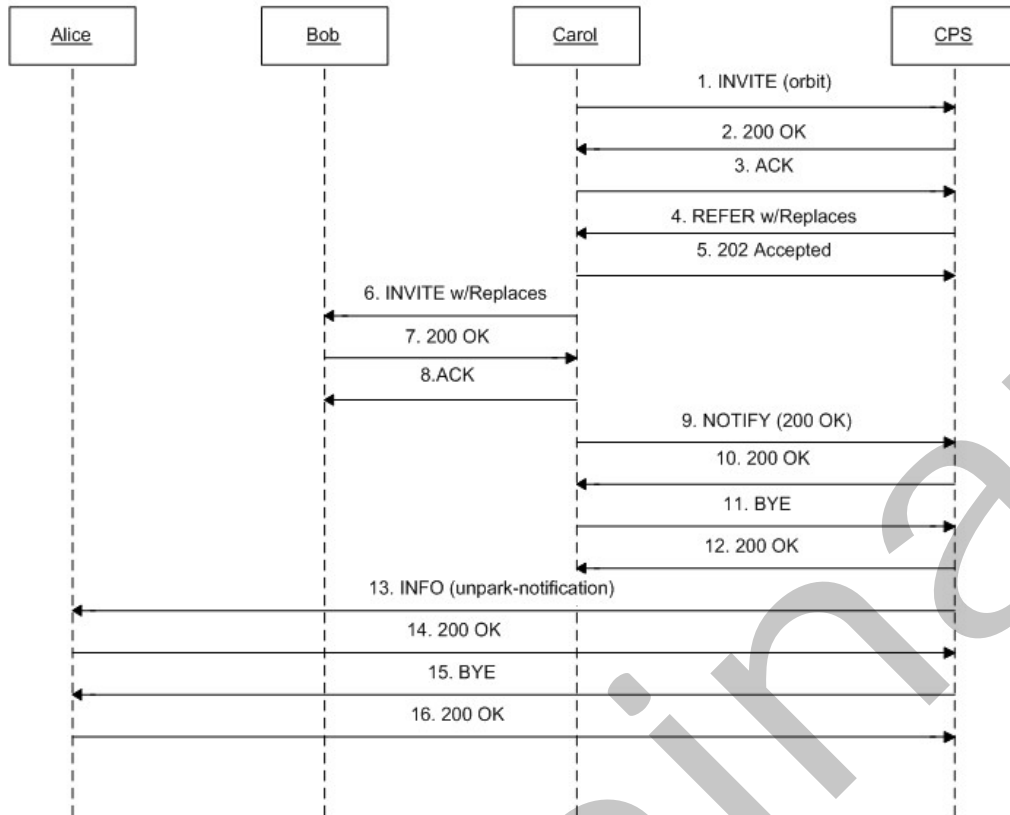 Alice
Bob
Carol
CPS
1. INVITE (orbit)
2. 200 OK
3. ACK
4. REFER w/Replaces
5. 202 Accepted
6. INVITE w/Replaces
7. 200 OK
8.ACK
9. NOTIFY (200 OK)
10. 200 OK
11. BYE
12. 200 OK
13. INFO (unpark-notification)
14. 200 OK
15. BYE
16. 200 OK